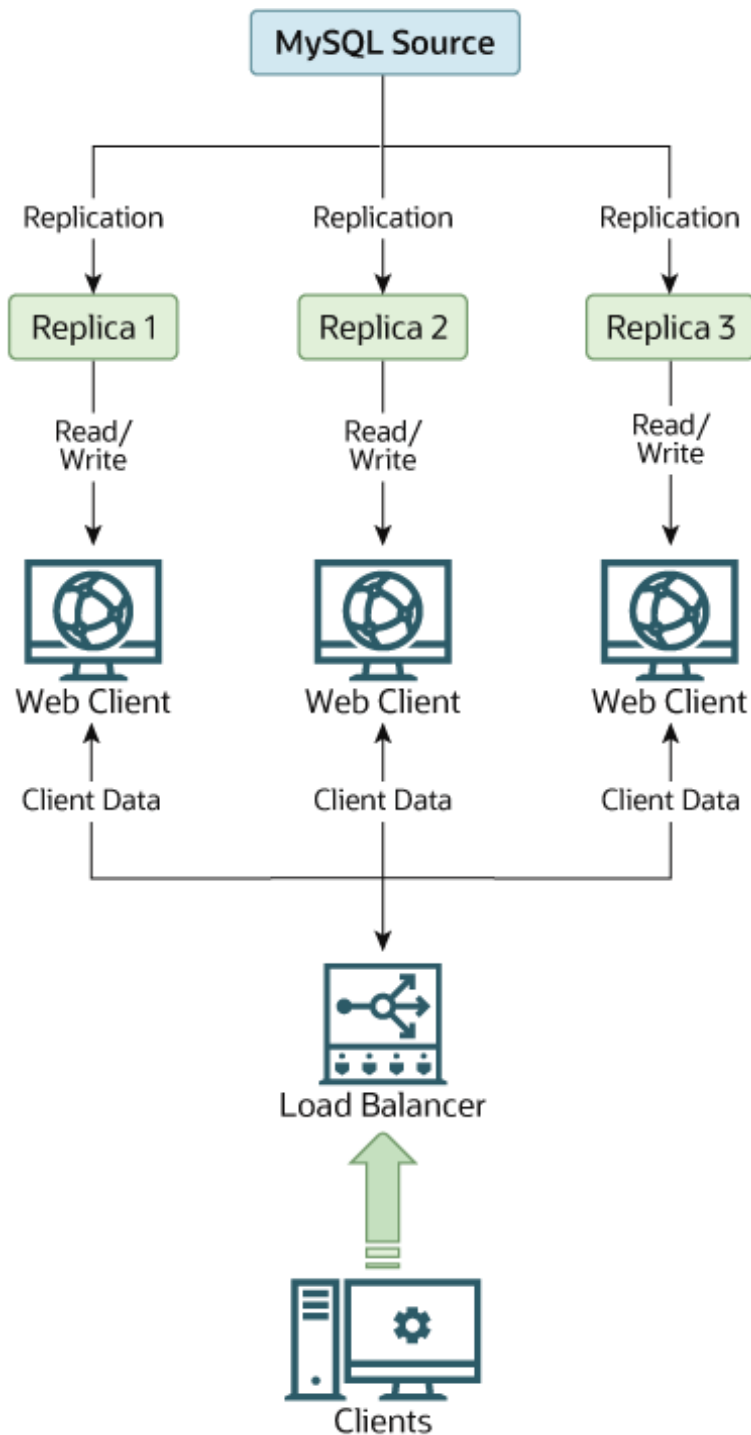 MySQL Source
Replication
Replication
Replication
Replica 1
Replica 2
Replica 3
Read/
Write
Read/
Write
Read/
Write
Web Client
Web Client
Web Client
Client Data
Client Data
Client Data
Load Balancer
Clients